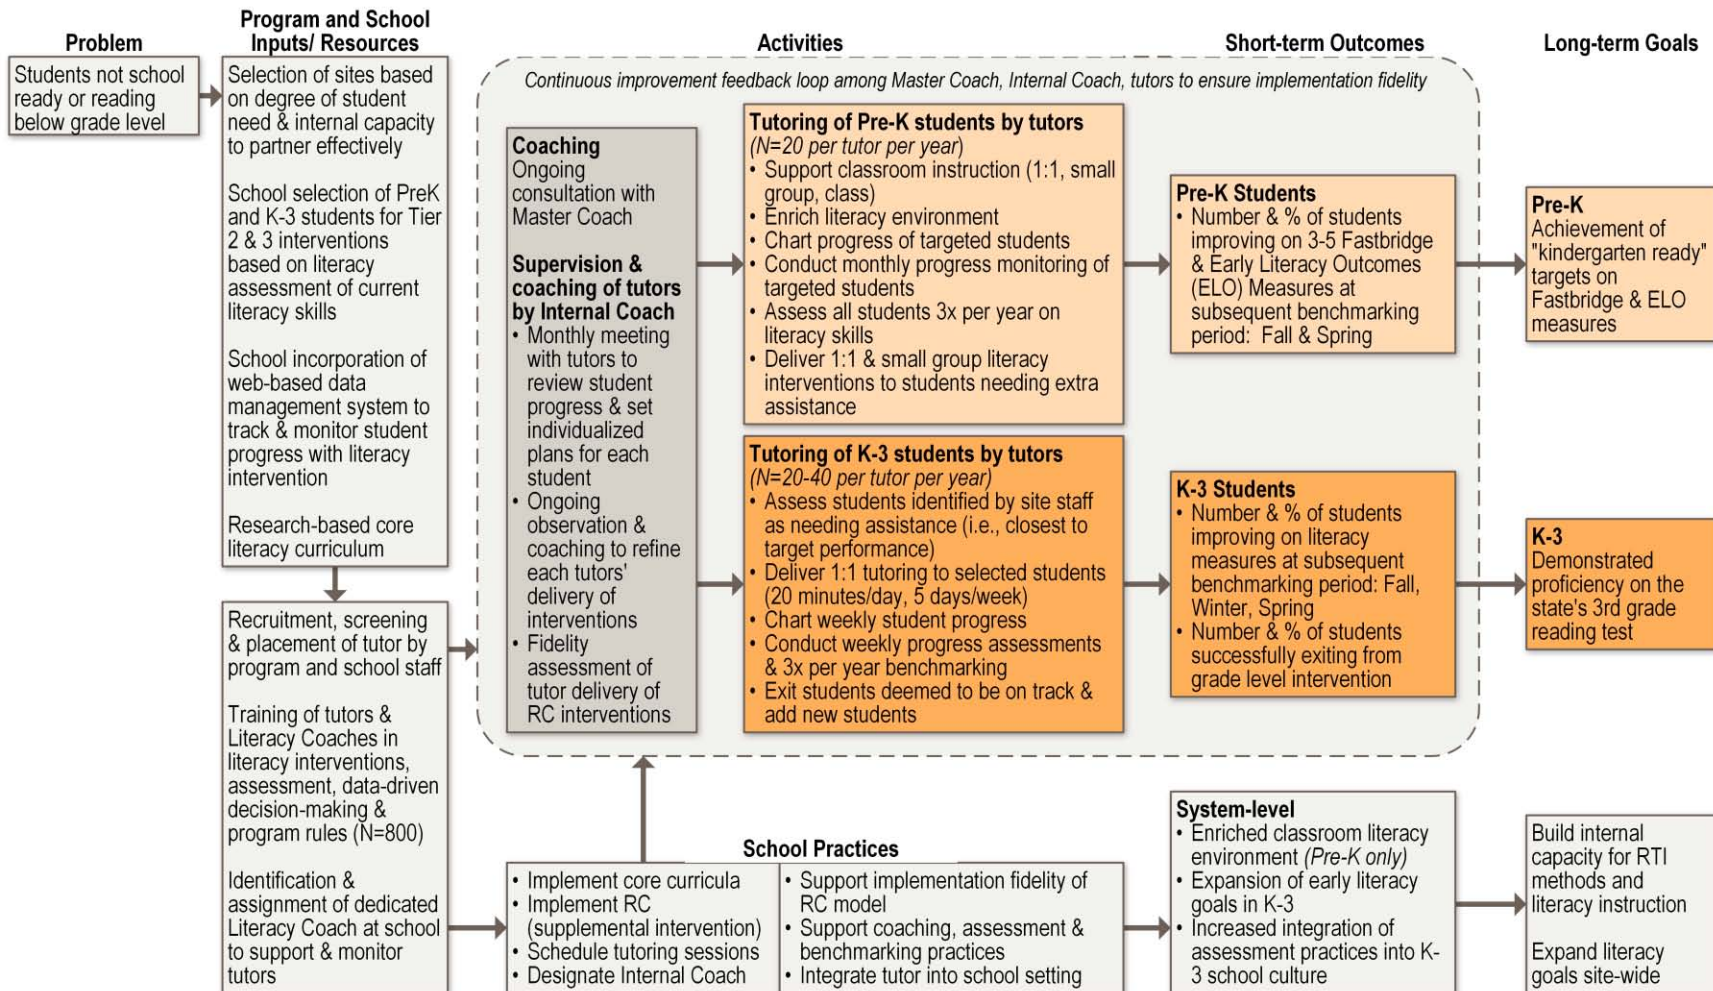 Problem
Students not school
ready or reading
below grade level
Program and School
Inputs/ Resources
Selection of sites based
on degree of student
need & internal capacity
to partner effectively
School selection of PreK
and K-3 students for Tier
2 & 3 interventions
based on literacy
assessment of current
literacy skills
School incorporation of
web-based data
management system to
track & monitor student
progress with literacy
intervention
Research-based core
literacy curriculum
Recruitment, screening
& placement of tutor by
program and school staff
Training of tutors &
Literacy Coaches in
literacy interventions,
assessment, data-driven
decision-making &
program rules (N=800)
Identification &
assignment of dedicated
Literacy Coach at school
to support & monitor
tutors
Activities
Short-term Outcomes
Long-term Goals
Continuous improvement feedback loop among Master Coach, Internal Coach, tutors to ensure implementation fidelity
Coaching
Ongoing
consultation with
Master Coach
Supervision &
coaching of tutors
by Internal Coach
• Monthly meeting
with tutors to
review student
progress & set
individualized
plans for each
student
• Ongoing
observation &
coaching to refine
each tutors'
delivery of
interventions
• Fidelity
assessment of
tutor delivery of
RC interventions
Tutoring of Pre-K students by tutors
(N=20 per tutor per year)
• Support classroom instruction (1:1, small
group, class)
• Enrich literacy environment
• Chart progress of targeted students
• Conduct monthly progress monitoring of
targeted students
• Assess all students 3x per year on
literacy skills
• Deliver 1:1 & small group literacy
interventions to students needing extra
assistance
Pre-K Students
• Number & % of students
improving on 3-5 Fastbridge
& Early Literacy Outcomes
(ELO) Measures at
subsequent benchmarking
period: Fall & Spring
Pre-K
Achievement of
"kindergarten ready"
targets on
Fastbridge & ELO
measures
Tutoring of K-3 students by tutors
(N=20-40 per tutor per year)
• Assess students identified by site staff
as needing assistance (i.e., closest to
target performance)
• Deliver 1:1 tutoring to selected students
(20 minutes/day, 5 days/week)
• Chart weekly student progress
• Conduct weekly progress assessments
& 3x per year benchmarking
• Exit students deemed to be on track &
add new students
K-3 Students
• Number & % of students
improving on literacy
measures at subsequent
benchmarking period: Fall,
Winter, Spring
• Number & % of students
successfully exiting from
grade level intervention
K-3
Demonstrated
proficiency on the
state's 3rd grade
reading test
School Practices
• Implement core curricula
• Implement RC
(supplemental intervention)
• Schedule tutoring sessions
• Designate Internal Coach
• Support implementation fidelity of
RC model
• Support coaching, assessment &
benchmarking practices
• Integrate tutor into school setting
System-level
• Enriched classroom literacy
environment (Pre-K only)
• Expansion of early literacy
goals in K-3
• Increased integration of
assessment practices into K-
3 school culture
Build internal
capacity for RTI
methods and
literacy instruction
Expand literacy
goals site-wide